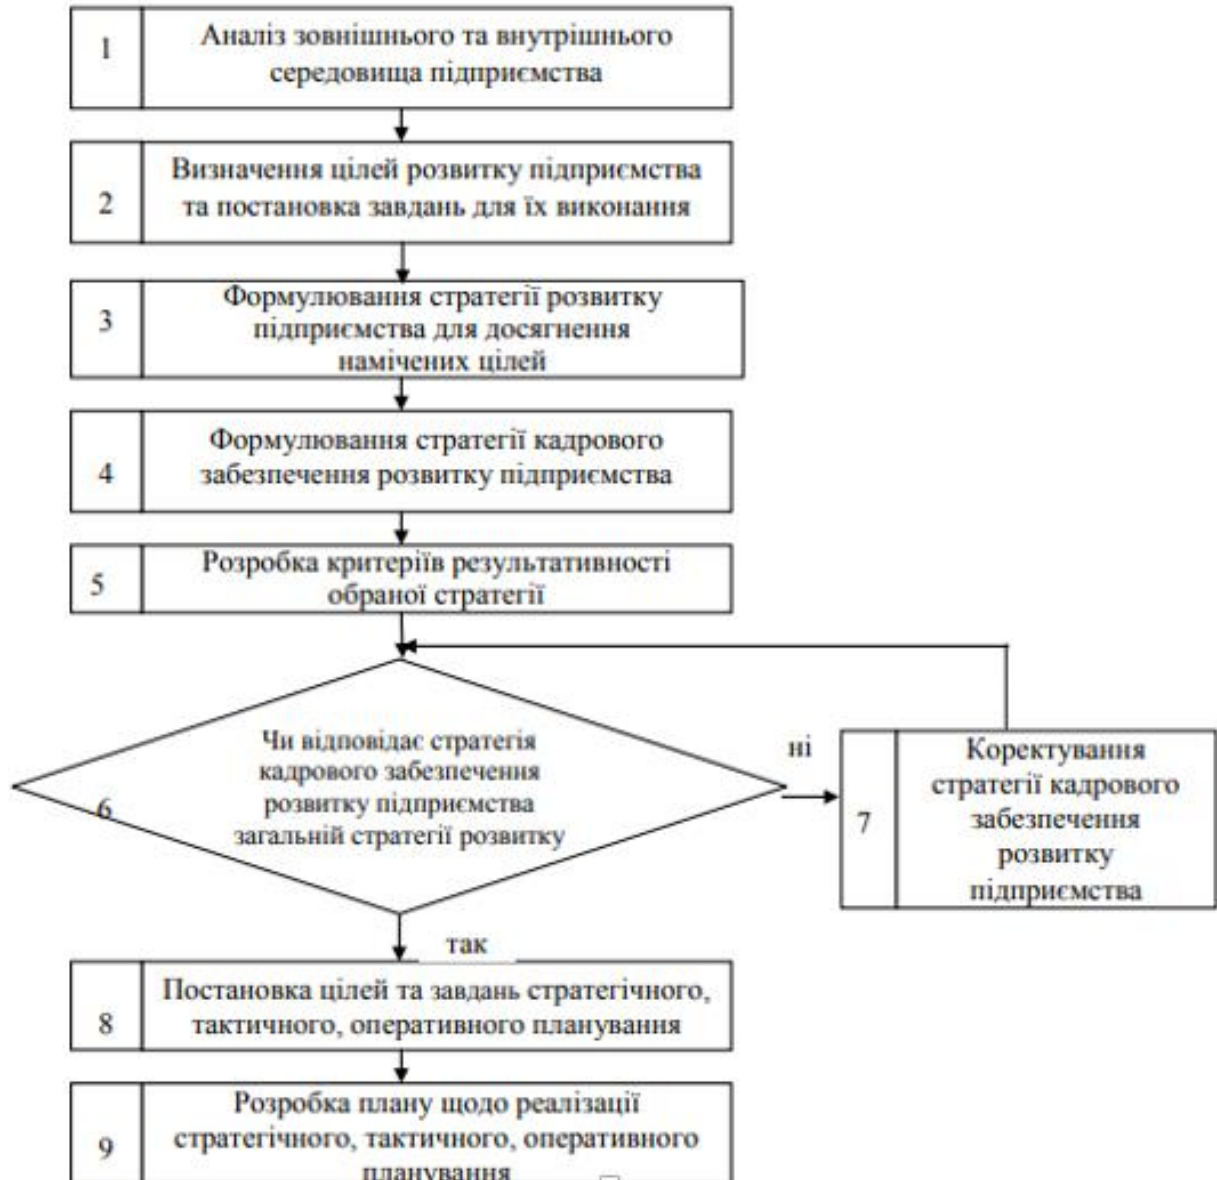 1
Аналіз зовнішнього та внутрішнього
середовища підприємства
2
Визначення цілей розвитку підприємства
та постановка завдань для їх виконання
3
Формулювання стратегії розвитку
підприємства для досягнення
намічених цілей
4
Формулювання стратегії кадрового
забезпечення розвитку підприємства
5
Розробка критеріїв результативності
обраної стратегії
6
Чи відповідає стратегія
кадрового забезпечення
розвитку підприємства
загальній стратегії розвитку
ні
7
Коректування
стратегії кадрового
забезпечення
розвитку
підприємства
так
8
Постановка цілей та завдань стратегічного,
тактичного, оперативного планування
9
Розробка плану щодо реалізації
стратегічного, тактичного, оперативного
планування